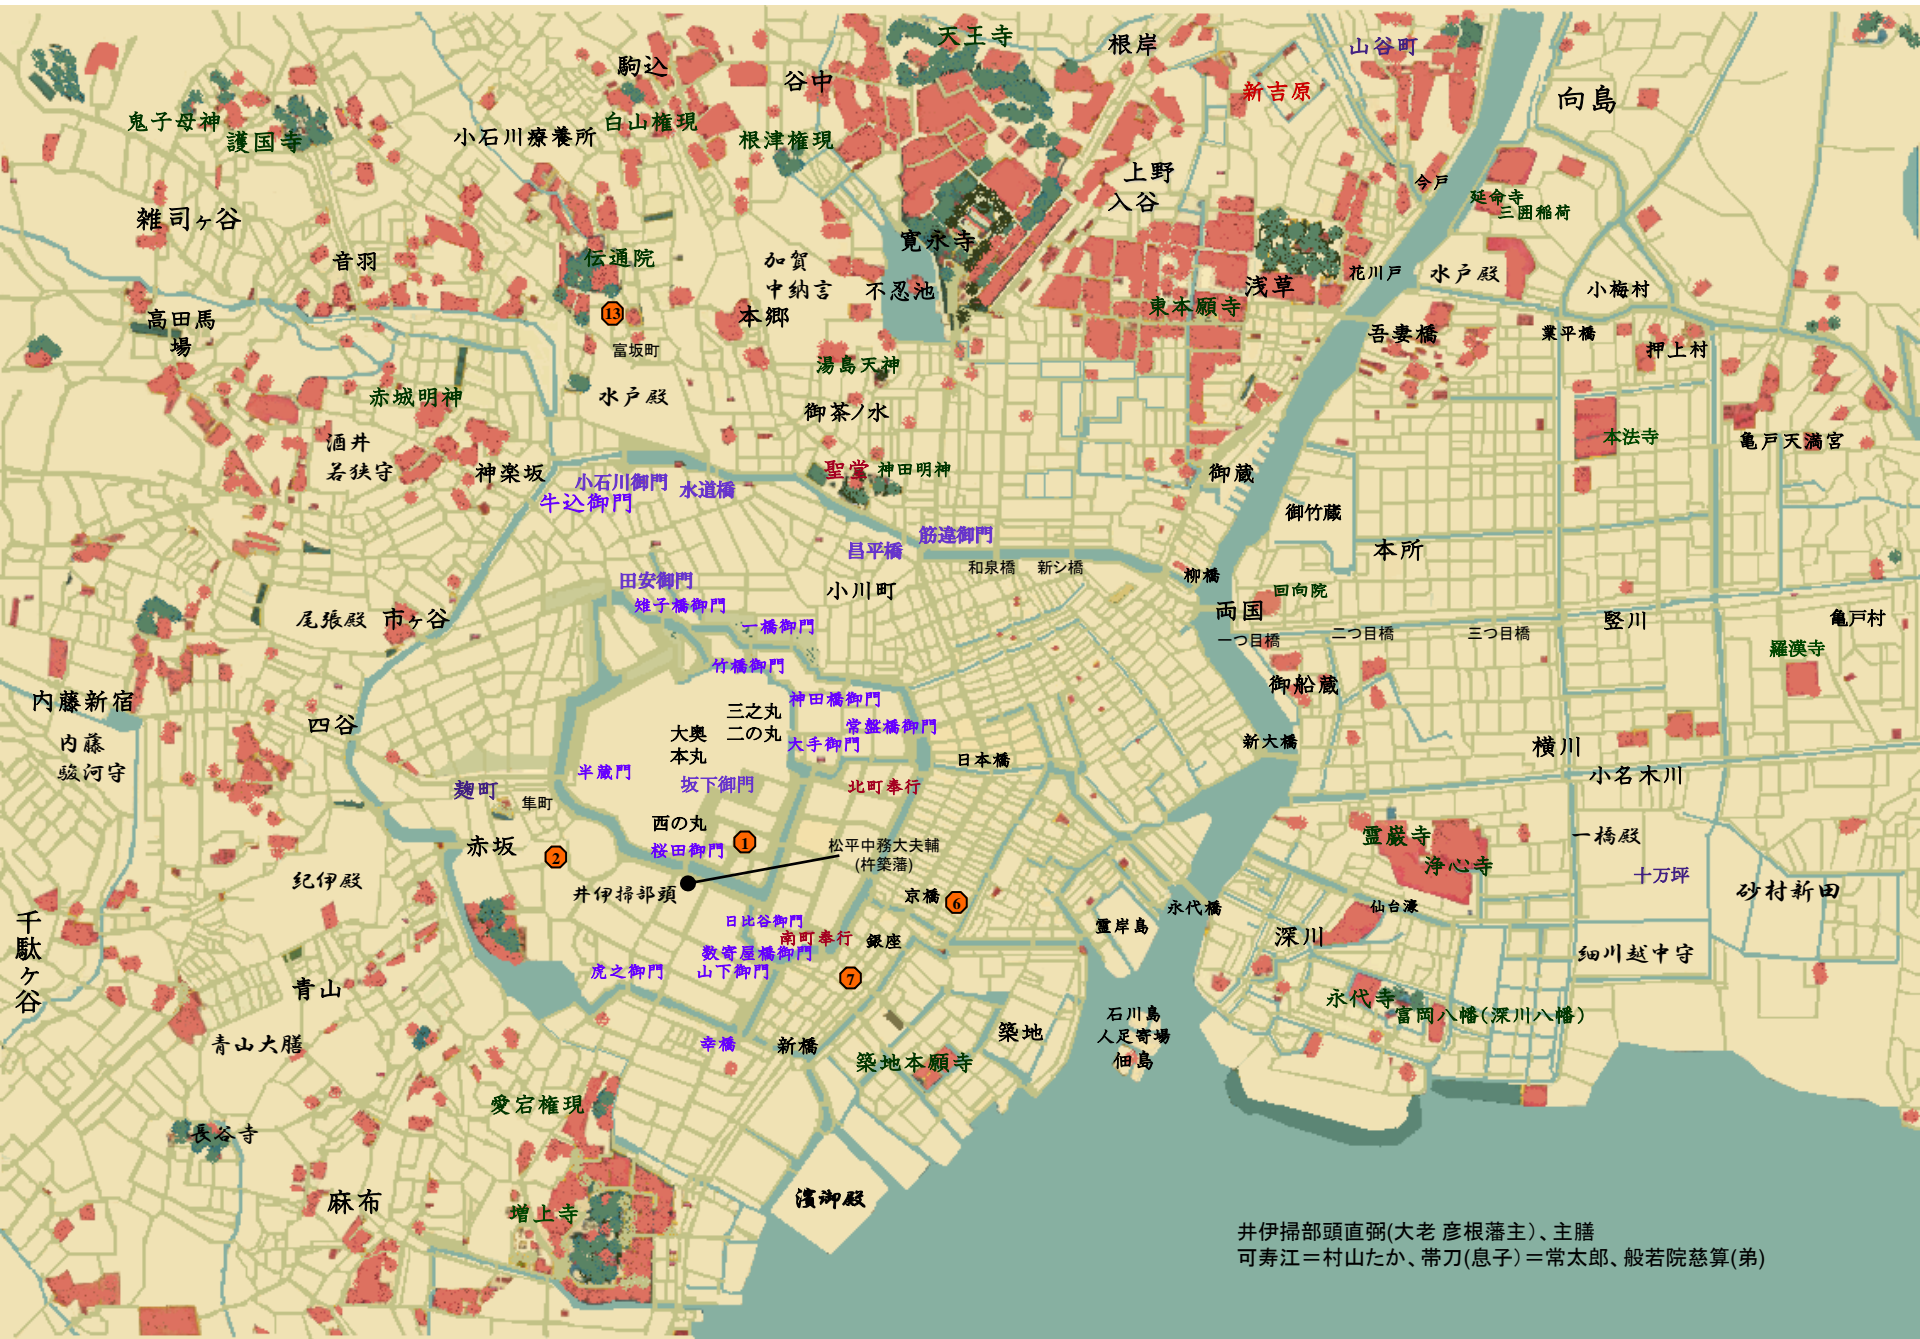 天王寺
根岸
山谷町
駒込
谷中
新吉原
向島
鬼子母神
護国寺
小石川療養所
白山権現
根津権現
上野
入谷
今戸
延命寺
三囲稲荷
雑司ヶ谷
音羽
伝通院
加賀
中納言
寛永寺
不忍池
浅草
花川戸
水戸殿
小梅村
東本願寺
高田馬
場
13
富坂町
本郷
吾妻橋
業平橋
押上村
湯島天神
赤城明神
水戸殿
御茶ノ水
酒井
若狭守
神楽坂
聖堂
神田明神
御蔵
本法寺
亀戸天満宮
小石川御門
牛込御門
水道橋
御竹蔵
昌平橋
筋違御門
本所
和泉橋
新シ橋
柳橋
田安御門
雉子橋御門
小川町
回向院
両国
尾張殿
市ヶ谷
一橋御門
一つ目橋
二つ目橋
三つ目橋
竪川
亀戸村
羅漢寺
竹橋御門
御船蔵
内藤新宿
四谷
神田橋御門
三之丸
二の丸
常盤橋御門
大奥
本丸
大手御門
内藤
駿河守
日本橋
新大橋
横川
小名木川
半蔵門
坂下御門
北町奉行
麹町
隼町
西の丸
1
桜田御門
松平中務大夫輔
(杵築藩)
赤坂
2
霊巌寺
浄心寺
一橋殿
十万坪
砂村新田
紀伊殿
井伊掃部頭
京橋
6
霊岸島
永代橋
仙台濠
千駄ヶ谷
日比谷御門
南町奉行
銀座
数寄屋橋御門
深川
細川越中守
虎之御門
山下御門
7
青山
永代寺
富岡八幡(深川八幡)
石川島
人足寄場
佃島
青山大膳
幸橋
新橋
築地
築地本願寺
愛宕権現
長谷寺
麻布
増上寺
濱御殿
井伊掃部頭直弼(大老 彦根藩主)、主膳
可寿江＝村山たか、帯刀(息子)＝常太郎、般若院慈算(弟)